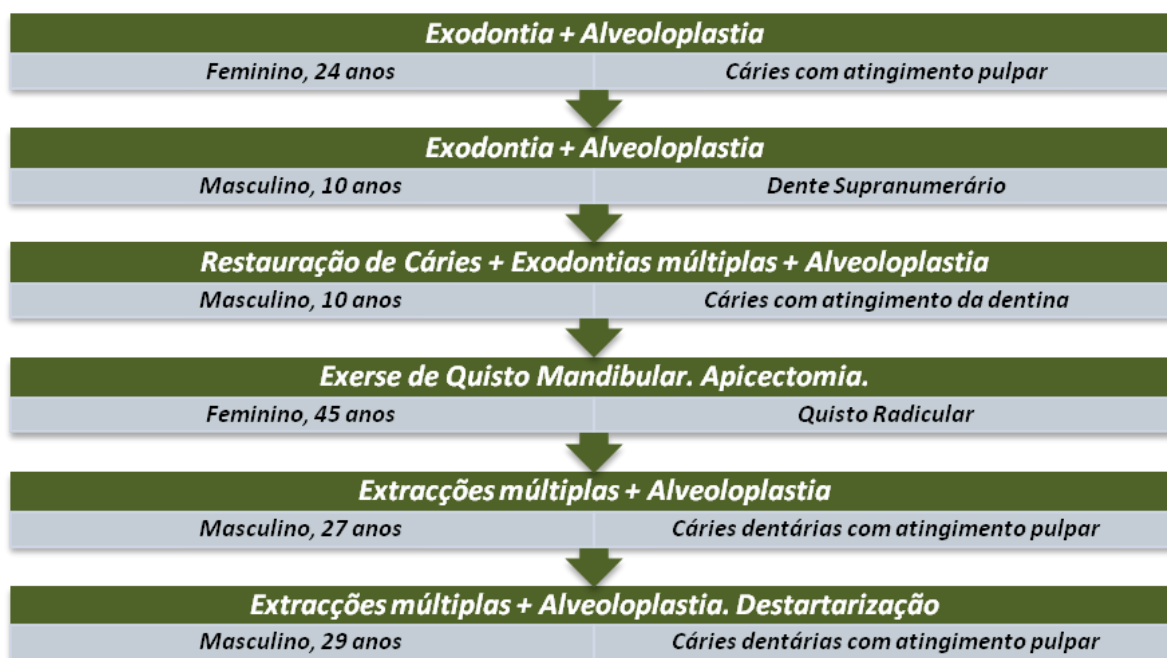 Exodontia + Alveoloplastia
Feminino, 24 anos Cáries com atingimento pulpar
Exodontia + Alveoloplastia
Masculino, 10 anos Dente Supranumerário
Restauração de Cáries + Exodontias múltiplas + Alveoloplastia
Masculino, 10 anos Cáries com atingimento da dentina
Exerse de Quisto Mandibular. Apicectomia.
Feminino, 45 anos Quisto Radicular
Extracções múltiplas + Alveoloplastia
Masculino, 27 anos Cáries dentárias com atingimento pulpar
Extracções múltiplas + Alveoloplastia. Destartarização
Masculino, 29 anos Cáries dentárias com atingimento pulpar